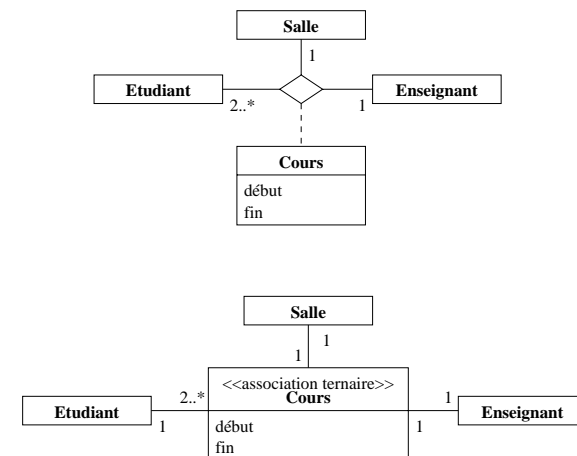 Salle
1
Etudiant
Enseignant
2..*
1
Cours
début
fin
Salle
1
1
<<association ternaire>>
2..*
Cours
1
Etudiant
Enseignant
1
1
début
fin